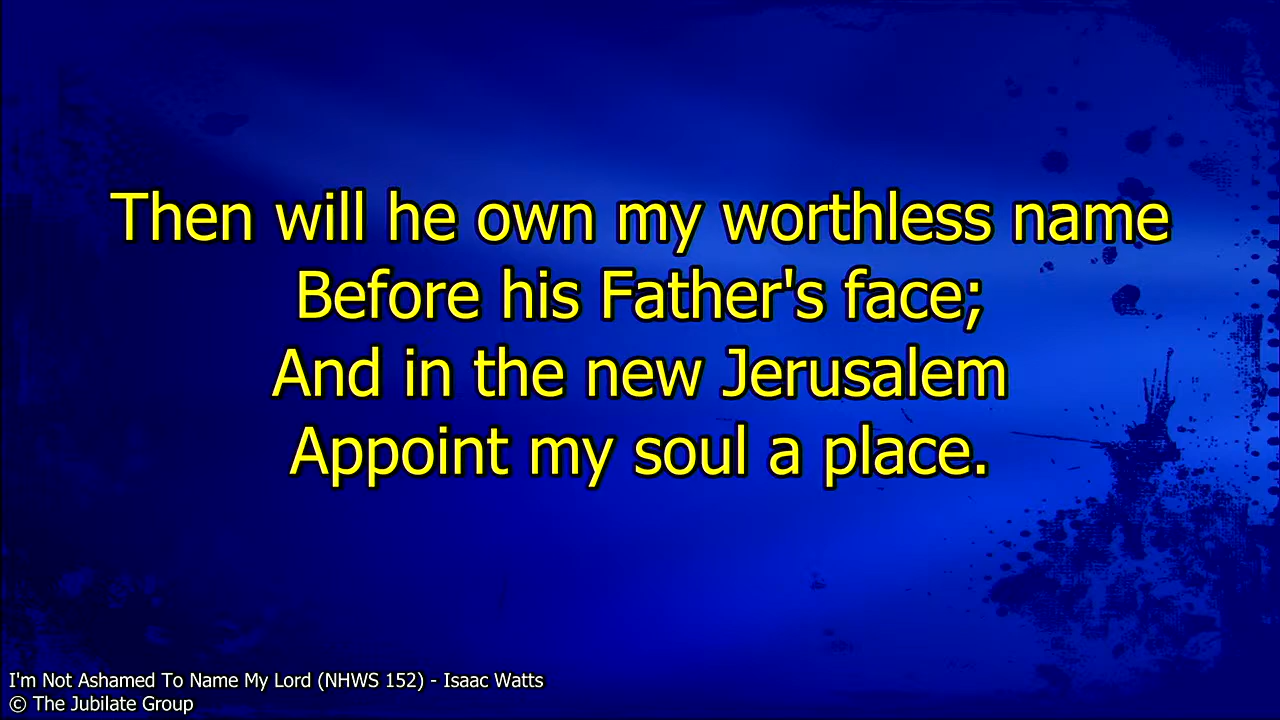 Then will he own my worthless name
Before his Father's face;
And in the new Jerusalem
Appoint my soul a place.
I'm Not Ashamed To Name My Lord (NHWS 152) - Isaac Watts
© The Jubilate Group